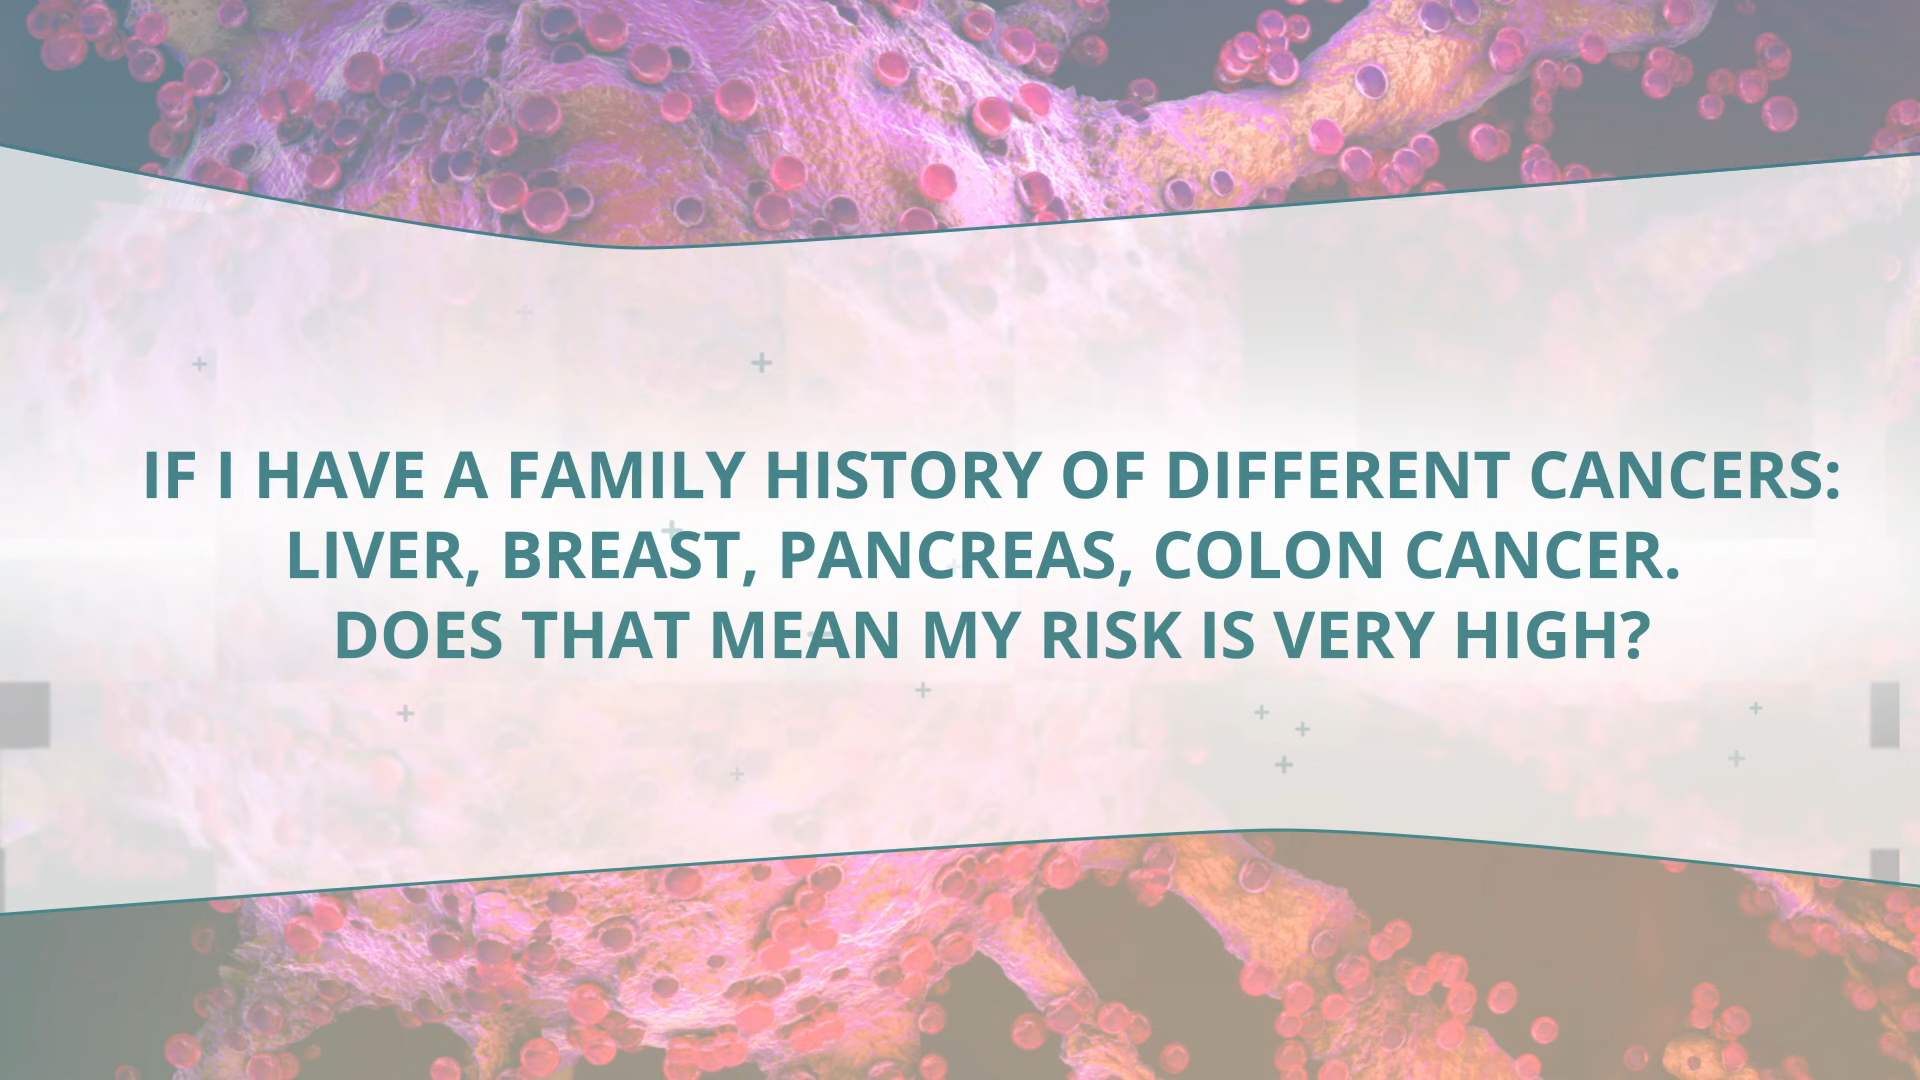 IF I HAVE A FAMILY HISTORY OF DIFFERENT CANCERS:
LIVER, BREAST, PANCREAS, COLON CANCER.
DOES THAT MEAN MY RISK IS VERY HIGH?